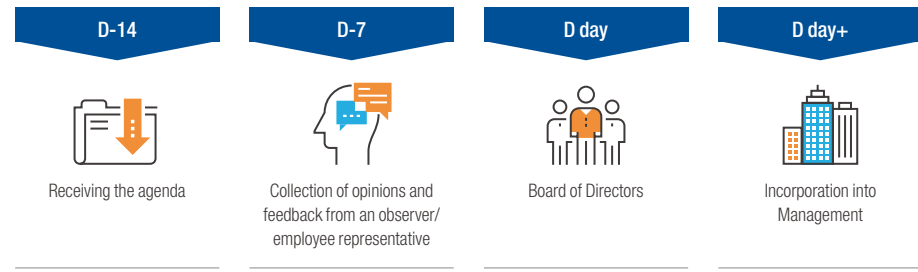 D-14
Receiving the agenda
D-7
Collection of opinions and
feedback from an observer/
employee representative
D day
Board of Directors
D day+
Incorporation into
Management